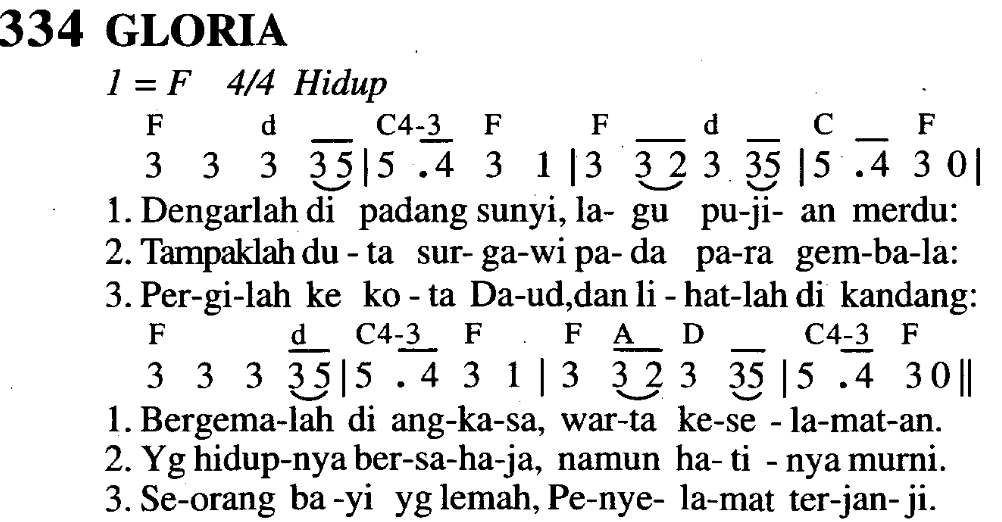 334 GLORIA
1 = F 4/4 Hidup
F d C4-3 F F d C F
3 3 3 35|5 .4 3 1 |3 3 2 3 35 |5 .4 3 0|
1. Dengarlah di padang sunyi, la- gu pu-ji- an merdu:
2. Tampaklah du - ta sur- ga-wi pa- da pa-ra gem-ba-la:
3. Per-gi-lah ke ko - ta Da-ud,dan li - hat-lah di kandang:
F d C4-3 F F A D C4-3 F
3 3 3 35|5 . 4 3 1 | 3 3 2 3 35 |5 .4 3 0||
1. Bergema-lah di ang-ka-sa, war-ta ke-se - la-mat-an.
2. Yg hidup-nya ber-sa-ha-ja, namun ha- ti - nya murni.
3. Se-orang ba -yi yg lemah, Pe-nye- la-mat ter-jan-ji.